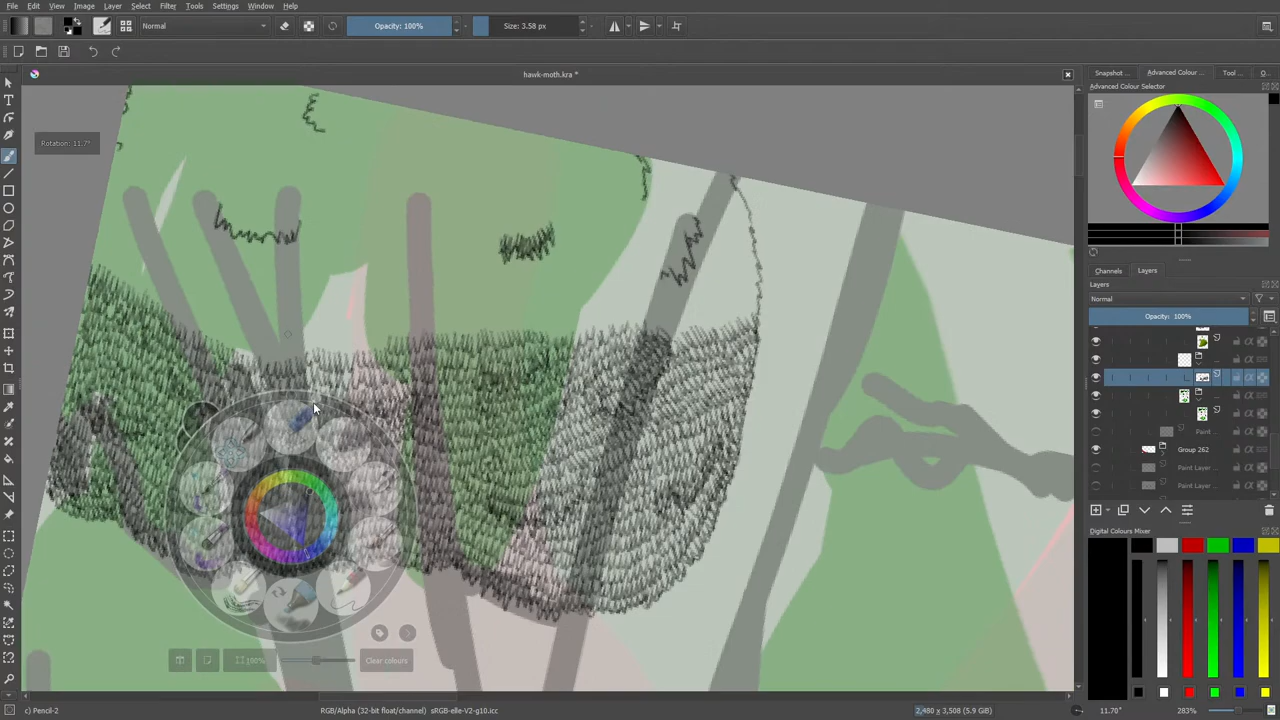 File Edit View Image Layer Select Filter Tools Settings Window Help
Normal
Opacity: 100%
Size: 3.58 px
hawk-moth.kra *
Snapshot ...
Advanced Colour ...
Tool ...
O...
Advanced Colour Selector
Rotation: 11.7°
Channels
Layers
Layers
Normal
Opacity: 100%
Paint ...
Group 262
Paint Layer ...
Paint Layer ...
Digital Colours Mixer
100%
Clear colours
c) Pencil-2
RGB/Alpha (32-bit float/channel) sRGB-elle-V2-g10.icc
2,480 x 3,508 (5.9 GiB)
11.70°
283%